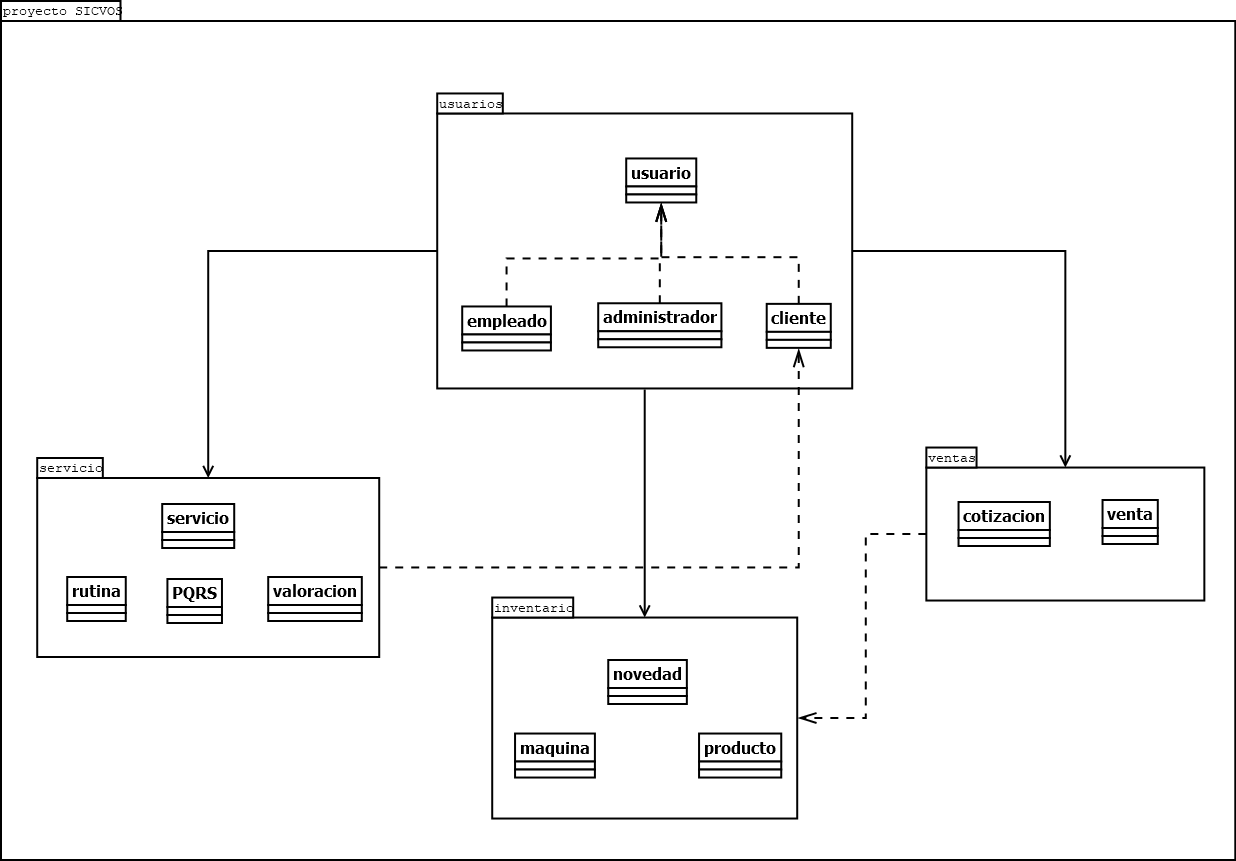 proyecto SICVOS
usuarios
usuario
empleado
administrador
cliente
servicio
servicio
rutina
PQRS
valoracion
ventas
cotizacion
venta
inventario
novedad
maquina
producto